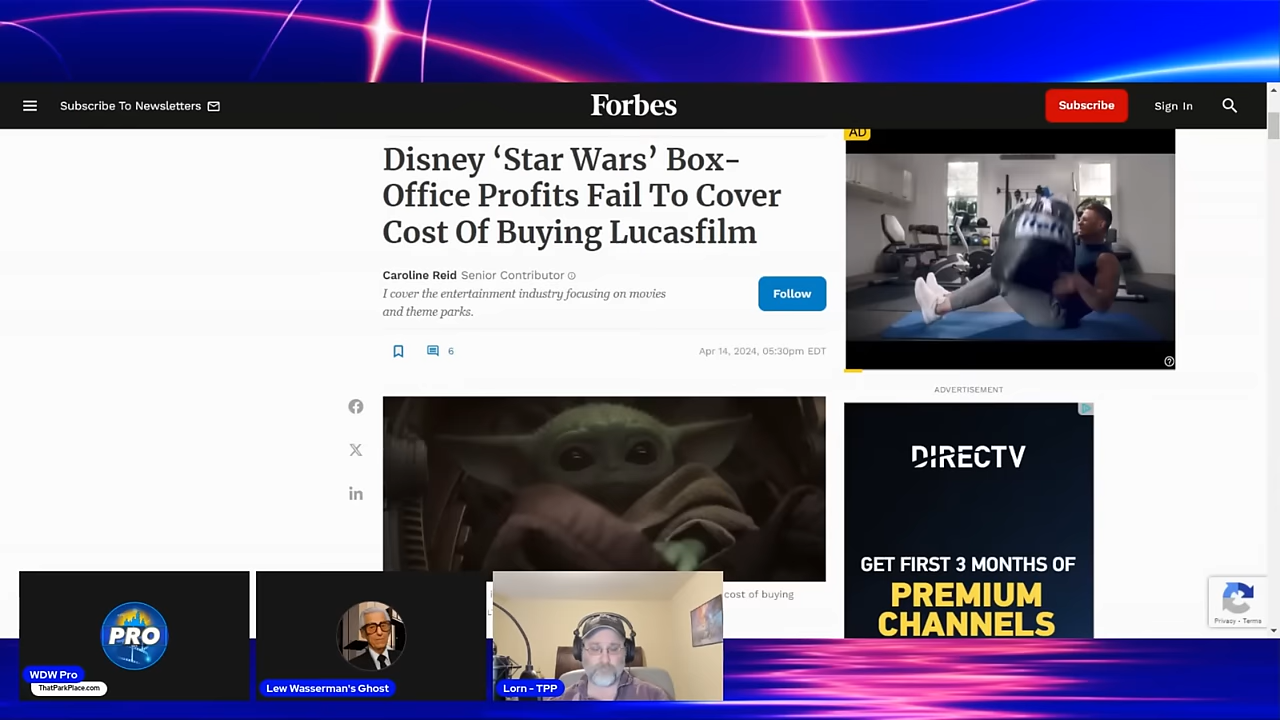 Subscribe To Newsletters
Forbes
Subscribe
Sign In
Disney ‘Star Wars’ Box-
Office Profits Fail To Cover
Cost Of Buying Lucasfilm
Caroline Reid Senior Contributor
I cover the entertainment industry focusing on movies
and theme parks.
Follow
6
Apr 14, 2024, 05:30pm EDT
AD
ADVERTISEMENT
DIRECTV
GET FIRST 3 MONTHS OF
PREMIUM
CHANNELS
cost of buying
Privacy - Terms
PRO
WDW Pro
ThatParkPlace.com
Lew Wasserman's Ghost
Lorn - TPP